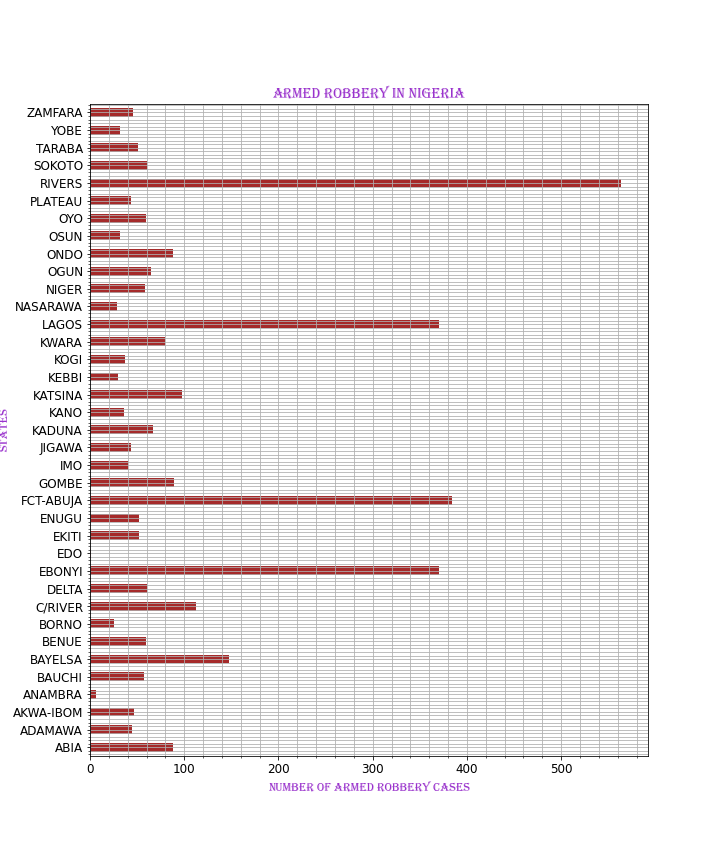 ARMED ROBBERY IN NIGERIA
ZAMFARA
YOBE
TARABA
SOKOTO
RIVERS
PLATEAU
OYO
OSUN
ONDO
OGUN
NIGER
NASARAWA
LAGOS
KWARA
KOGI
KEBBI
KATSINA
KANO
KADUNA
JIGAWA
IMO
GOMBE
FCT-ABUJA
ENUGU
EKITI
EDO
EBONYI
DELTA
C/RIVER
BORNO
BENUE
BAYELSA
BAUCHI
ANAMBRA
AKWA-IBOM
ADAMAWA
ABIA
STATES
0 100 200 300 400 500
NUMBER OF ARMED ROBBERY CASES